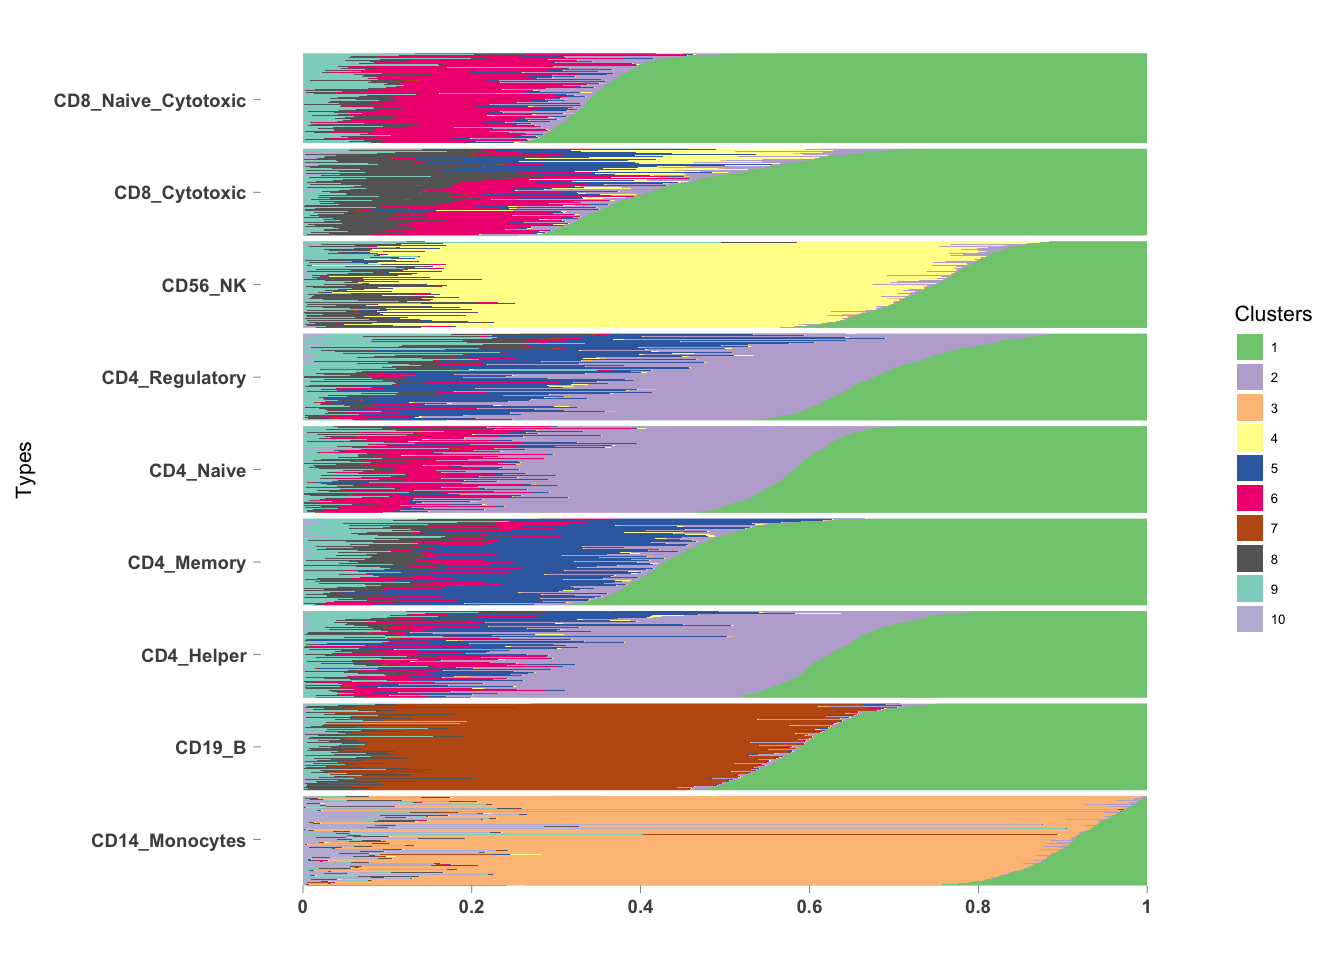 CD8_Naive_Cytotoxic
CD8_Cytotoxic
CD56_NK
CD4_Regulatory
CD4_Naive
CD4_Memory
CD4_Helper
CD19_B
CD14_Monocytes
Types
0 0.2 0.4 0.6 0.8 1
Clusters
1
2
3
4
5
6
7
8
9
10